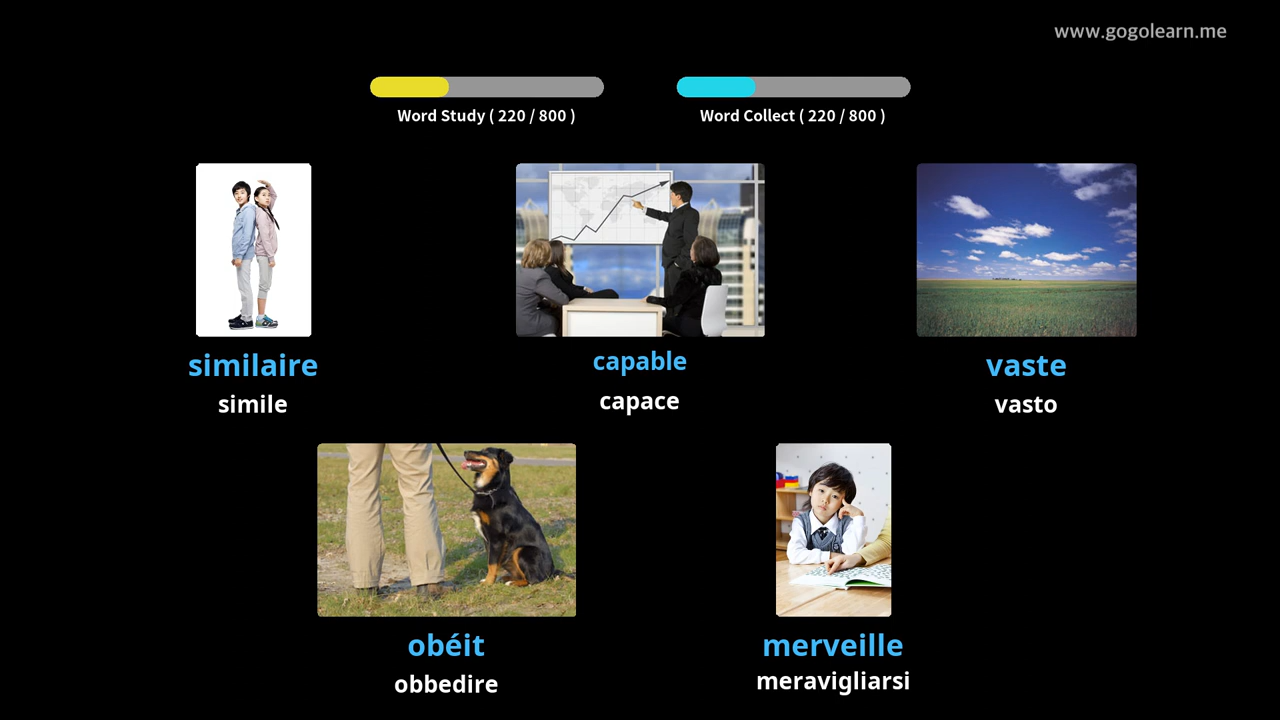 www.gogolearn.me
Word Study ( 220 / 800 )
Word Collect ( 220 / 800 )
similaire
simile
capable
capace
vaste
vasto
obéit
obbedire
merveille
meravigliarsi